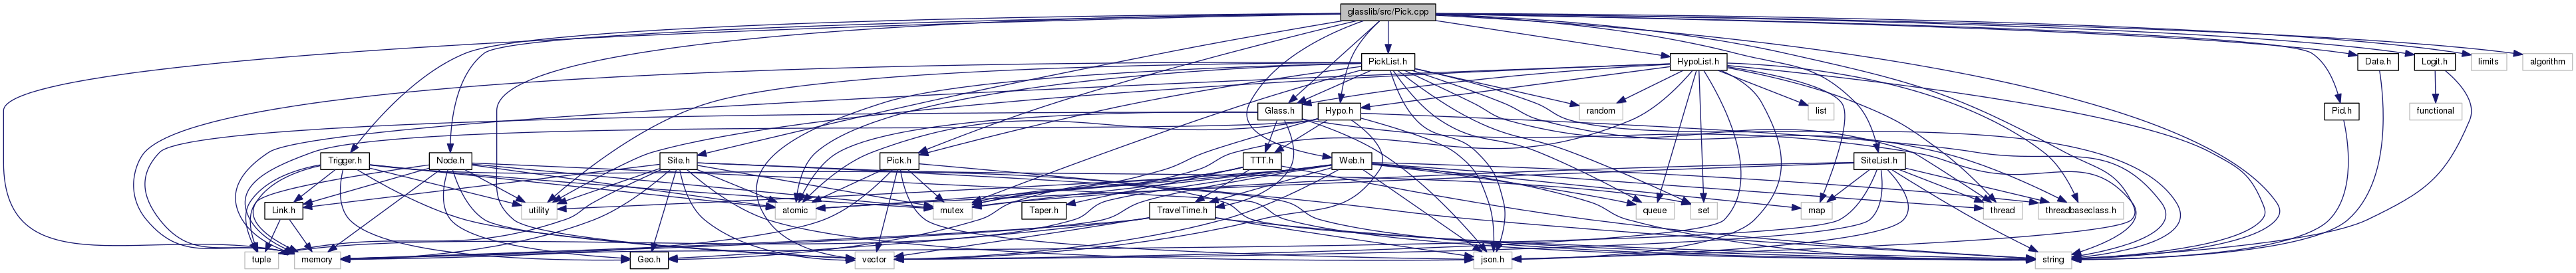 glasslib/src/Pick.cpp
PickList.h
HypoList.h
Date.h
Logit.h
limits
algorithm
Glass.h
Hypo.h
random
list
Pid.h
functional
Trigger.h
Node.h
Site.h
Pick.h
TTT.h
Web.h
SiteList.h
Link.h
utility
atomic
mutex
Taper.h
TravelTime.h
queue
set
map
thread
threadbaseclass.h
tuple
memory
Geo.h
vector
json.h
string